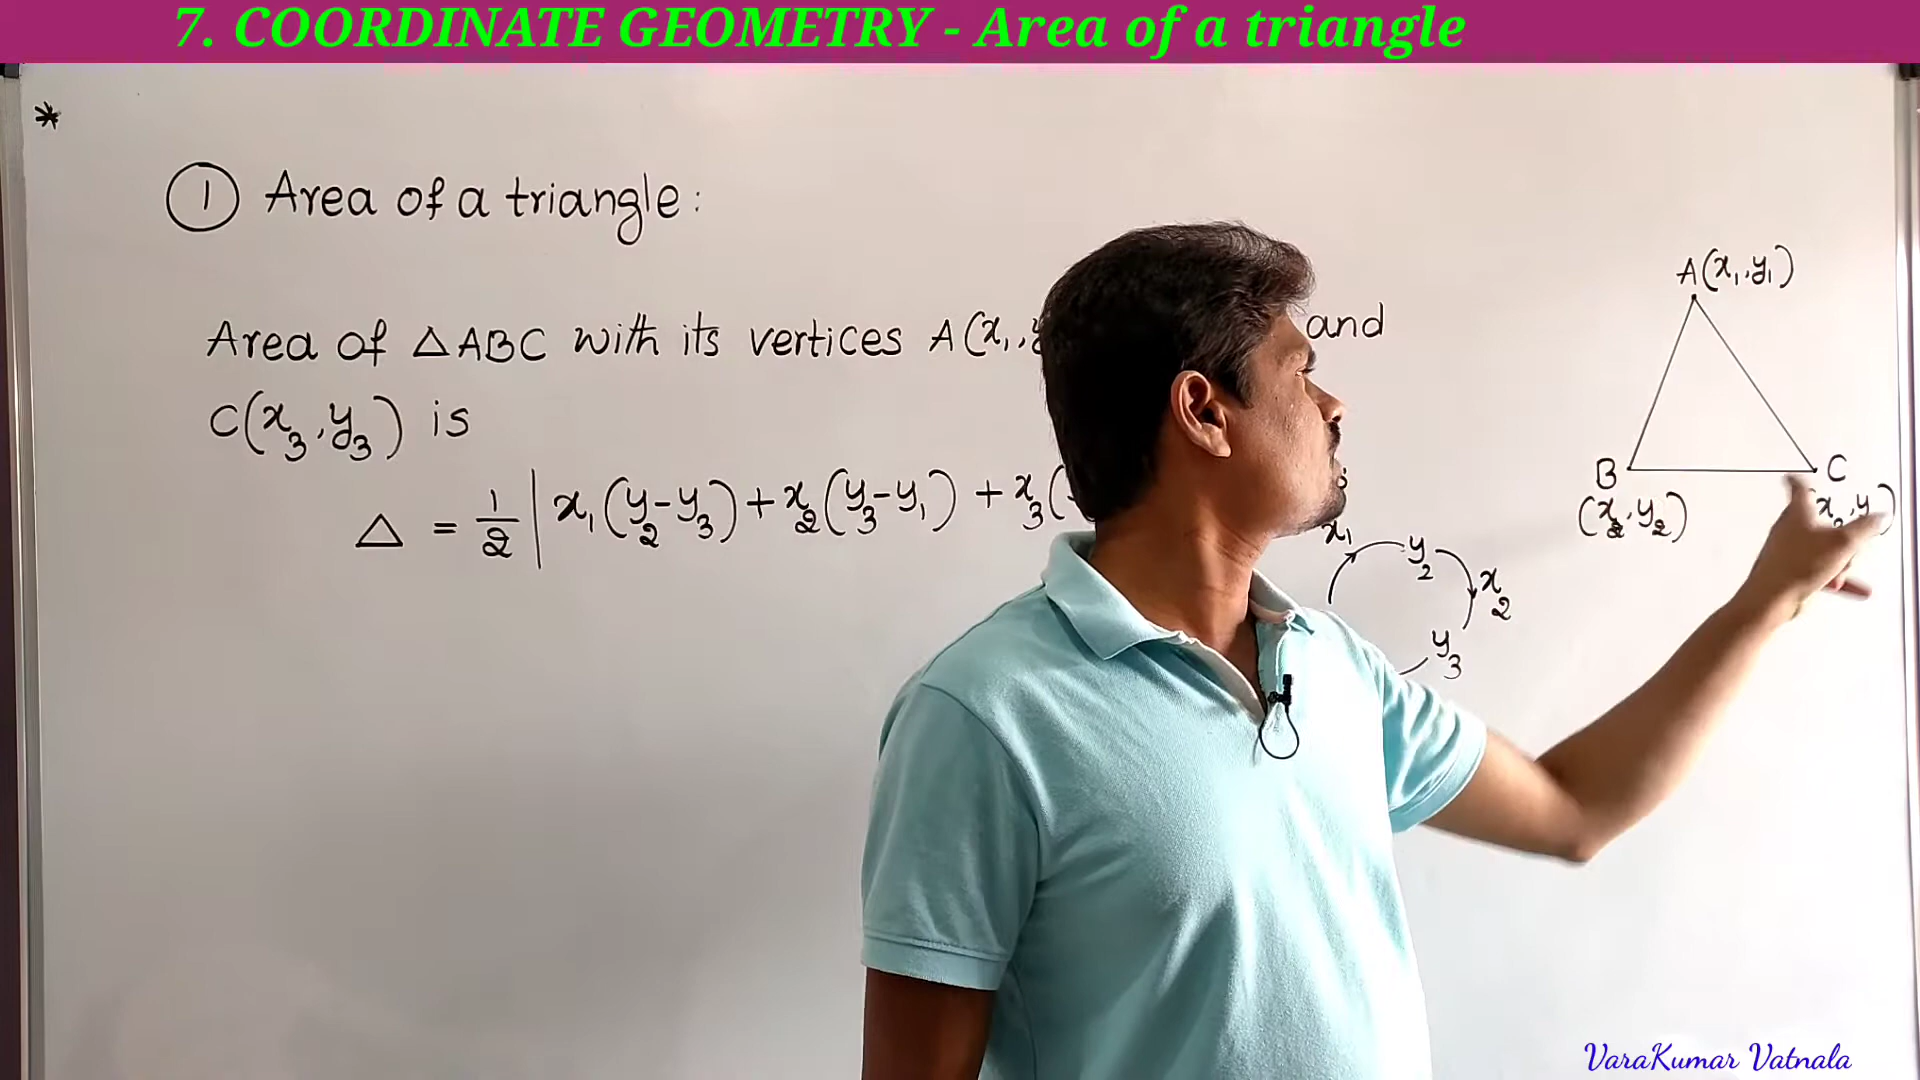 7. COORDINATE GEOMETRY - Area of a triangle
*
① Area of a triangle:
Area of △ABC with its vertices A(x₁, and
C(x₃,y₃) is
△ = 1/2 | x₁(y₂-y₃)+x₂(y₃-y₁) + x₃(
A(x₁,y₁)
B
C
(x₂,y₂)
x₁
y₂
x₂
y₃
VaraKumar Vatnala